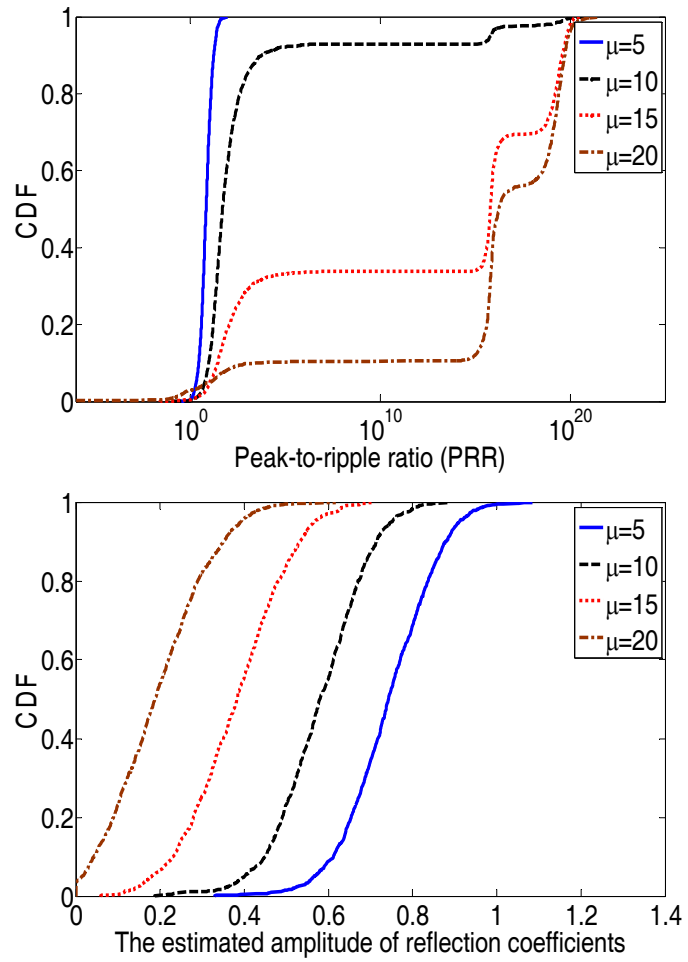 1
0.8
0.6
0.4
0.2
0
CDF
10^0
10^10
10^20
Peak-to-ripple ratio (PRR)
μ=5
μ=10
μ=15
μ=20
1
0.8
0.6
0.4
0.2
0
CDF
0
0.2
0.4
0.6
0.8
1
1.2
1.4
The estimated amplitude of reflection coefficients
μ=5
μ=10
μ=15
μ=20